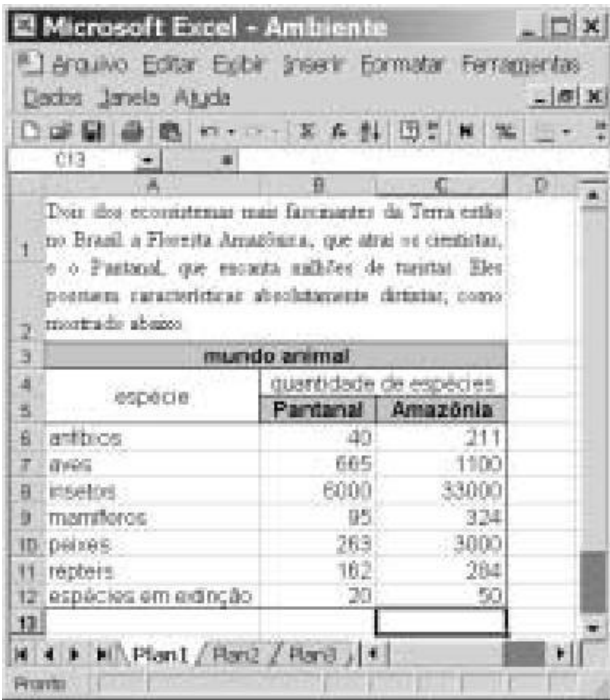 Microsoft Excel - Ambiente
Arquivo Editar Exibir Inserir Formatar Ferramentas
Dados Janela Ajuda
C13 =
A B C D
1 Dois dos ecossistemas mais fascinantes da Terra estão
no Brasil: a Floresta Amazônica, que atrai os cientistas,
e o Pantanal, que encanta milhões de turistas. Eles
possuem características absolutamente distintas, como
2 mostrado abaixo.
3 mundo animal
4 espécie quantidade de espécies
5 Pantanal Amazônia
6 anfíbios 40 211
7 aves 665 1100
8 insetos 6000 33000
9 mamíferos 95 324
10 peixes 263 3000
11 répteis 162 284
12 espécies em extinção 20 50
13
Plan1 / Plan2 / Plan3
Pronto